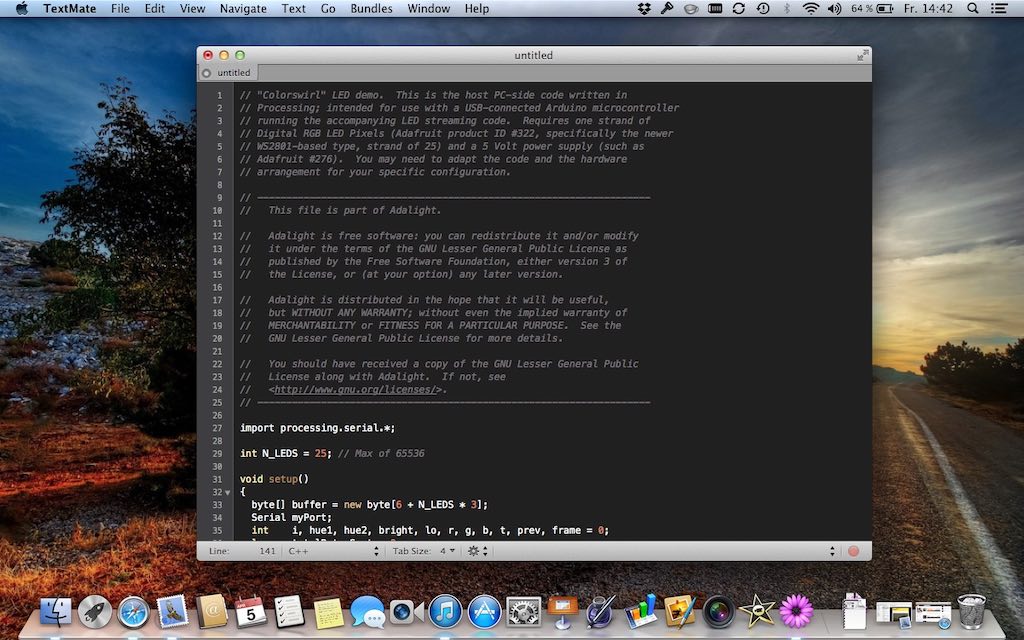 TextMate File Edit View Navigate Text Go Bundles Window Help 64 % Fr. 14:42
untitled
untitled
1 // "Colorswirl" LED demo.  This is the host PC-side code written in
2 // Processing; intended for use with a USB-connected Arduino microcontroller
3 // running the accompanying LED streaming code.  Requires one strand of
4 // Digital RGB LED Pixels (Adafruit product ID #322, specifically the newer
5 // WS2801-based type, strand of 25) and a 5 Volt power supply (such as
6 // Adafruit #276).  You may need to adapt the code and the hardware
7 // arrangement for your specific configuration.
8
9 // --------------------------------------------------------------------
10 //   This file is part of Adalight.
11
12 //   Adalight is free software: you can redistribute it and/or modify
13 //   it under the terms of the GNU Lesser General Public License as
14 //   published by the Free Software Foundation, either version 3 of
15 //   the License, or (at your option) any later version.
16
17 //   Adalight is distributed in the hope that it will be useful,
18 //   but WITHOUT ANY WARRANTY; without even the implied warranty of
19 //   MERCHANTABILITY or FITNESS FOR A PARTICULAR PURPOSE.  See the
20 //   GNU Lesser General Public License for more details.
21
22 //   You should have received a copy of the GNU Lesser General Public
23 //   License along with Adalight.  If not, see
24 //   <http://www.gnu.org/licenses/>.
25 // --------------------------------------------------------------------
26
27 import processing.serial.*;
28
29 int N_LEDS = 25; // Max of 65536
30
31 void setup()
32 {
33   byte[] buffer = new byte[6 + N_LEDS * 3];
34   Serial myPort;
35   int    i, hue1, hue2, bright, lo, r, g, b, t, prev, frame = 0;
Line: 141 C++ Tab Size: 4
5